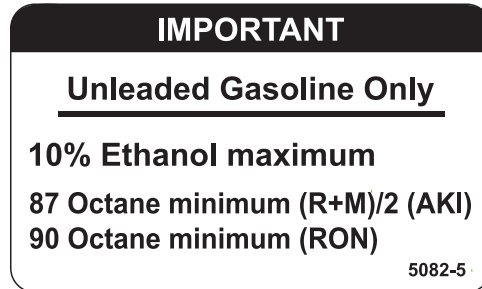 IMPORTANT
Unleaded Gasoline Only
10% Ethanol maximum
87 Octane minimum (R+M)/2 (AKI)
90 Octane minimum (RON)
5082-5